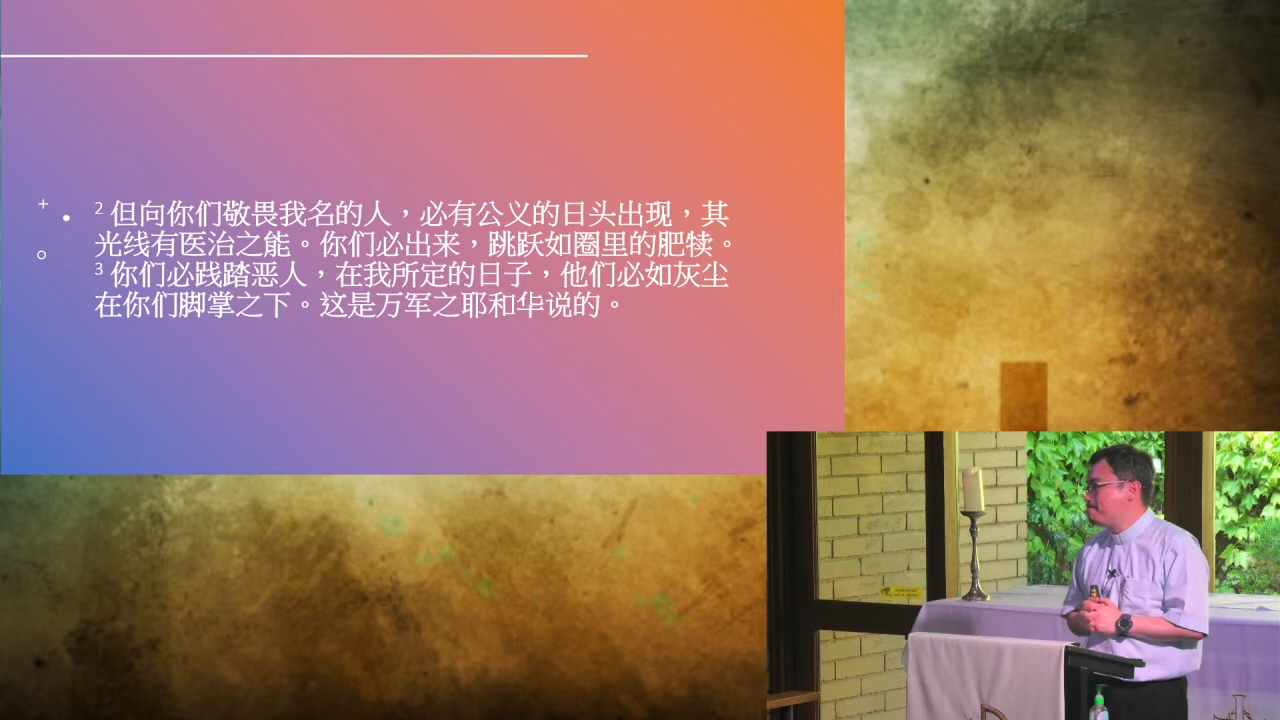 ² 但向你们敬畏我名的人，必有公义的日头出现，其
光线有医治之能。你们必出来，跳跃如圈里的肥犊。
³ 你们必践踏恶人，在我所定的日子，他们必如灰尘
在你们脚掌之下。这是万军之耶和华说的。